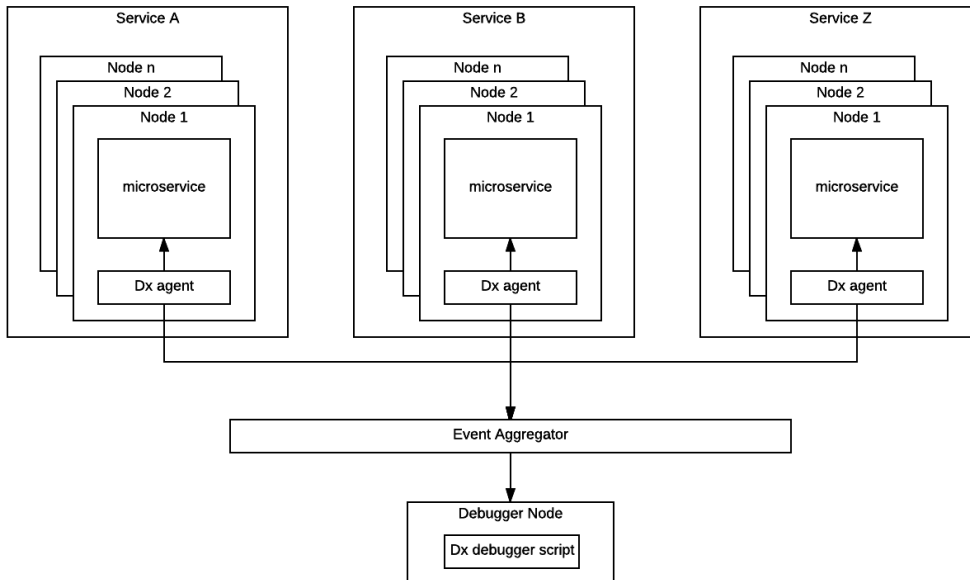 Service A
Node n
Node 2
Node 1
microservice
Dx agent
Service B
Node n
Node 2
Node 1
microservice
Dx agent
Service Z
Node n
Node 2
Node 1
microservice
Dx agent
Event Aggregator
Debugger Node
Dx debugger script